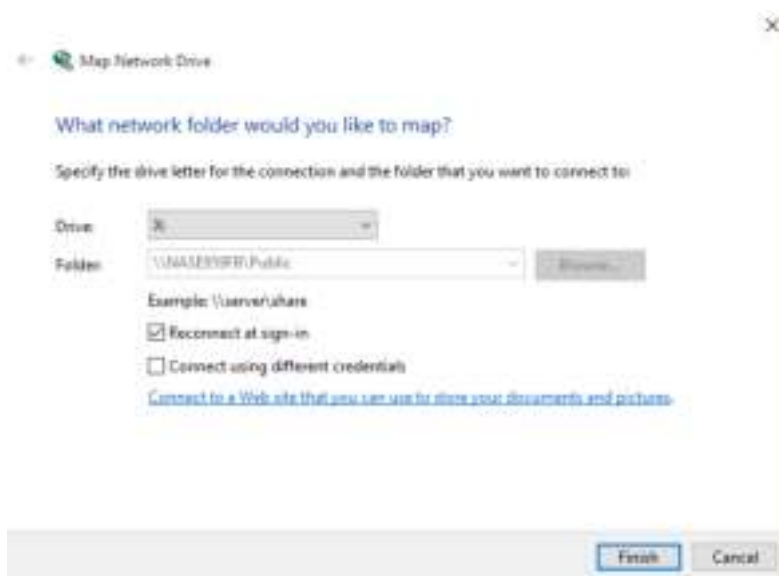 Map Network Drive
What network folder would you like to map?
Specify the drive letter for the connection and the folder that you want to connect to:
Drive:
Folder:
Browse...
Example: \\server\share
Reconnect at sign-in
Connect using different credentials
Connect to a Web site that you can use to store your documents and pictures.
Finish
Cancel